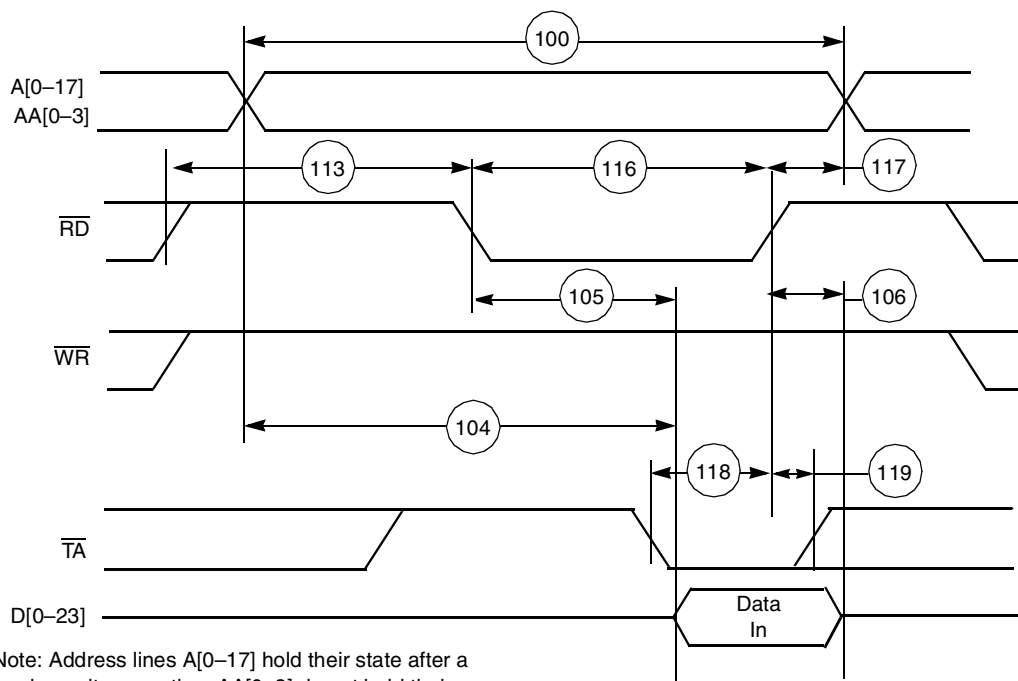 100
A[0–17]
AA[0–3]
113
116
117
RD
105
106
WR
104
118
119
TA
D[0–23]
Data
In
Note: Address lines A[0–17] hold their state after a